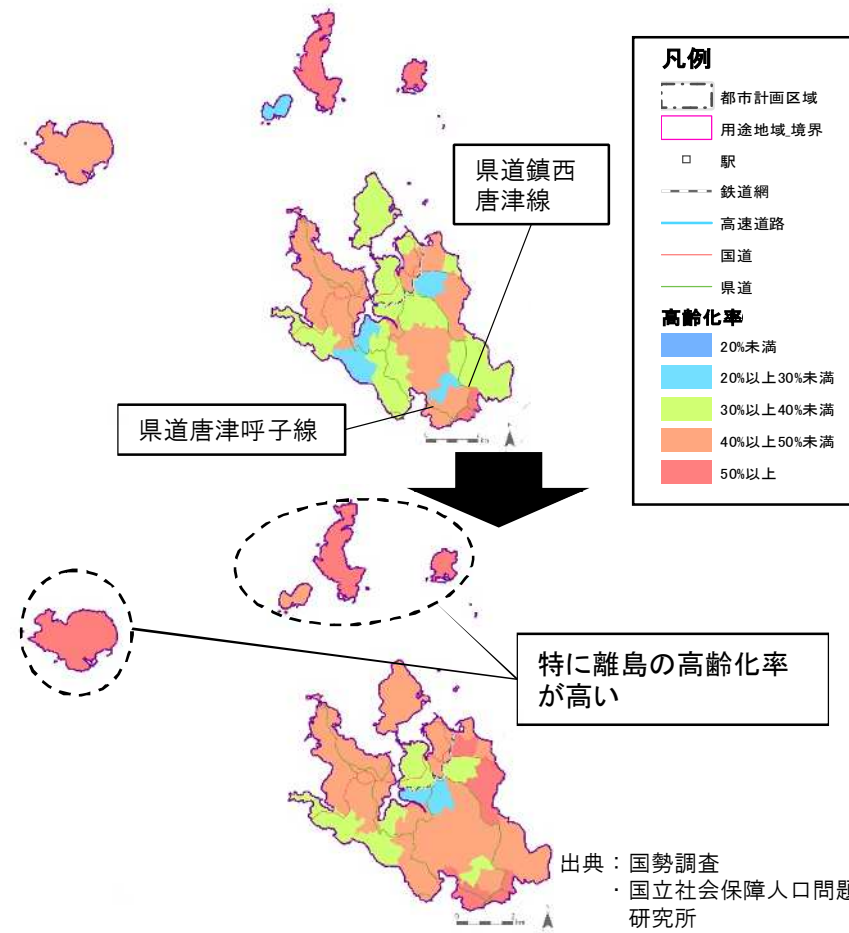 凡例
都市計画区域
用途地域_境界
駅
鉄道網
高速道路
国道
県道
高齢化率
20%未満
20%以上30%未満
30%以上40%未満
40%以上50%未満
50%以上
県道鎮西
唐津線
県道唐津呼子線
特に離島の高齢化率
が高い
出典：国勢調査
・国立社会保障人口問題
研究所
0 2 km